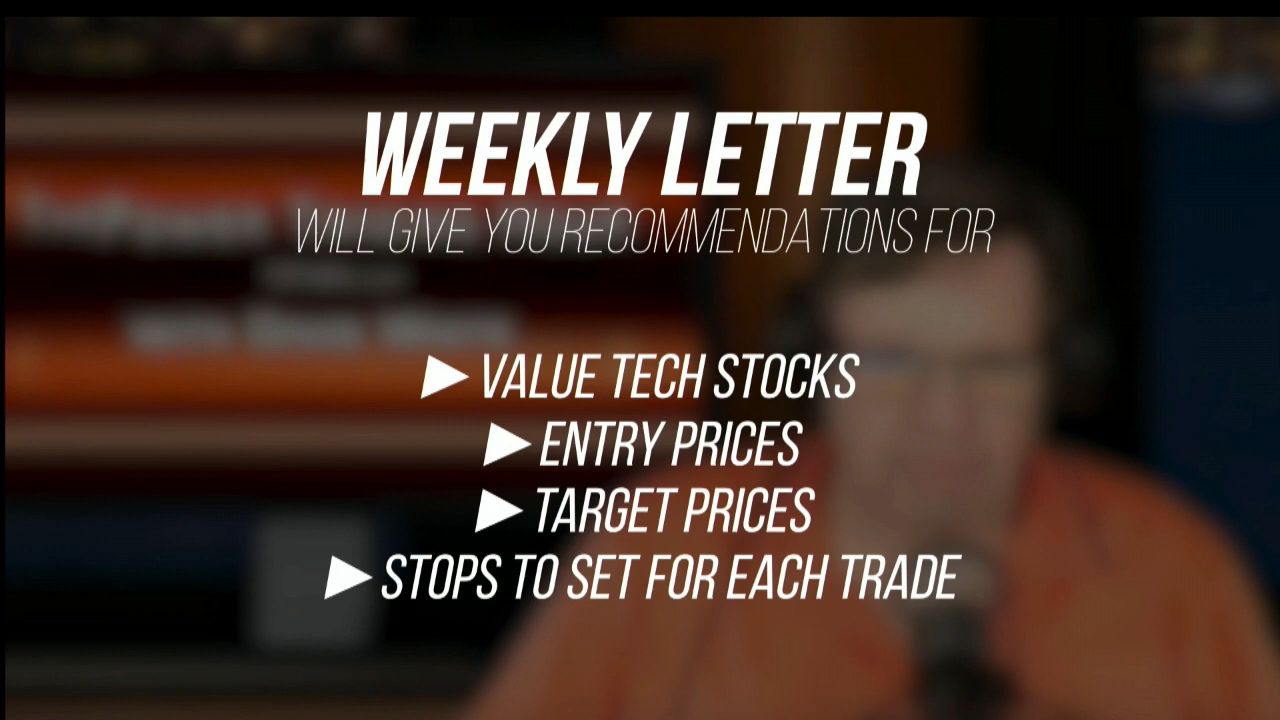 WEEKLY LETTER
WILL GIVE YOU RECOMMENDATIONS FOR
▶ VALUE TECH STOCKS
▶ ENTRY PRICES
▶ TARGET PRICES
▶ STOPS TO SET FOR EACH TRADE